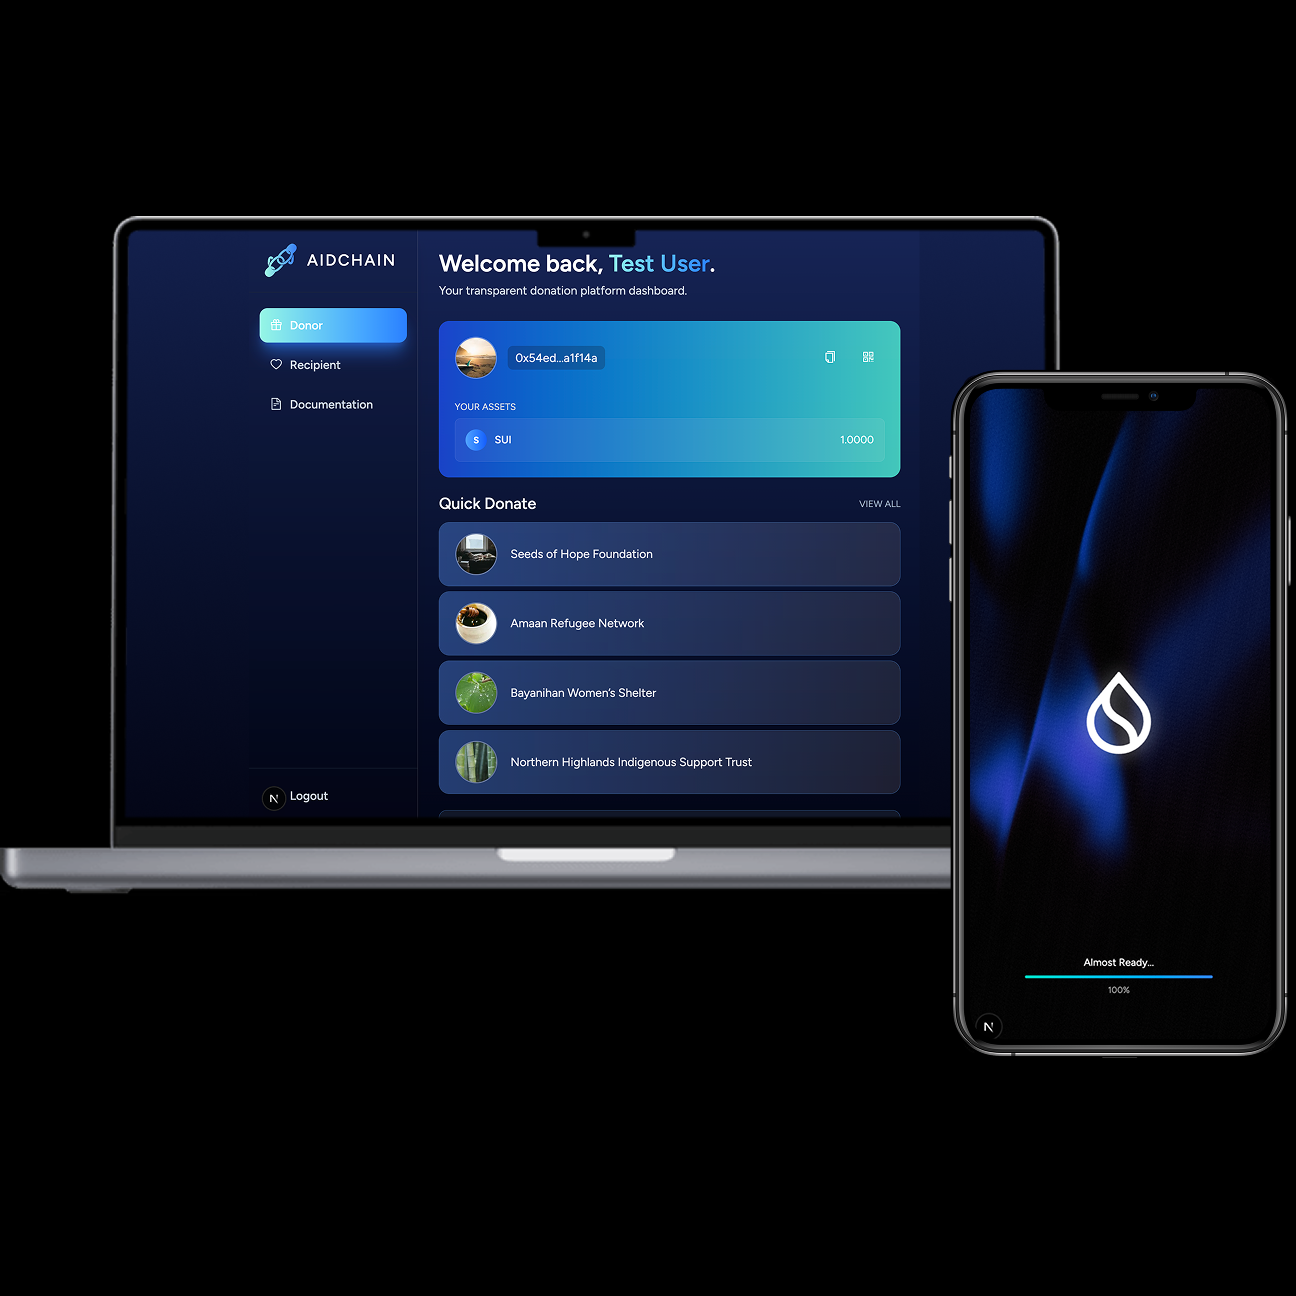 AIDCHAIN
Donor
Recipient
Documentation
N Logout
Welcome back, Test User.
Your transparent donation platform dashboard.
0x54ed...a1f14a
YOUR ASSETS
S SUI 1.0000
Quick Donate VIEW ALL
Seeds of Hope Foundation
Amaan Refugee Network
Bayanihan Women’s Shelter
Northern Highlands Indigenous Support Trust
Almost Ready...
100%
N